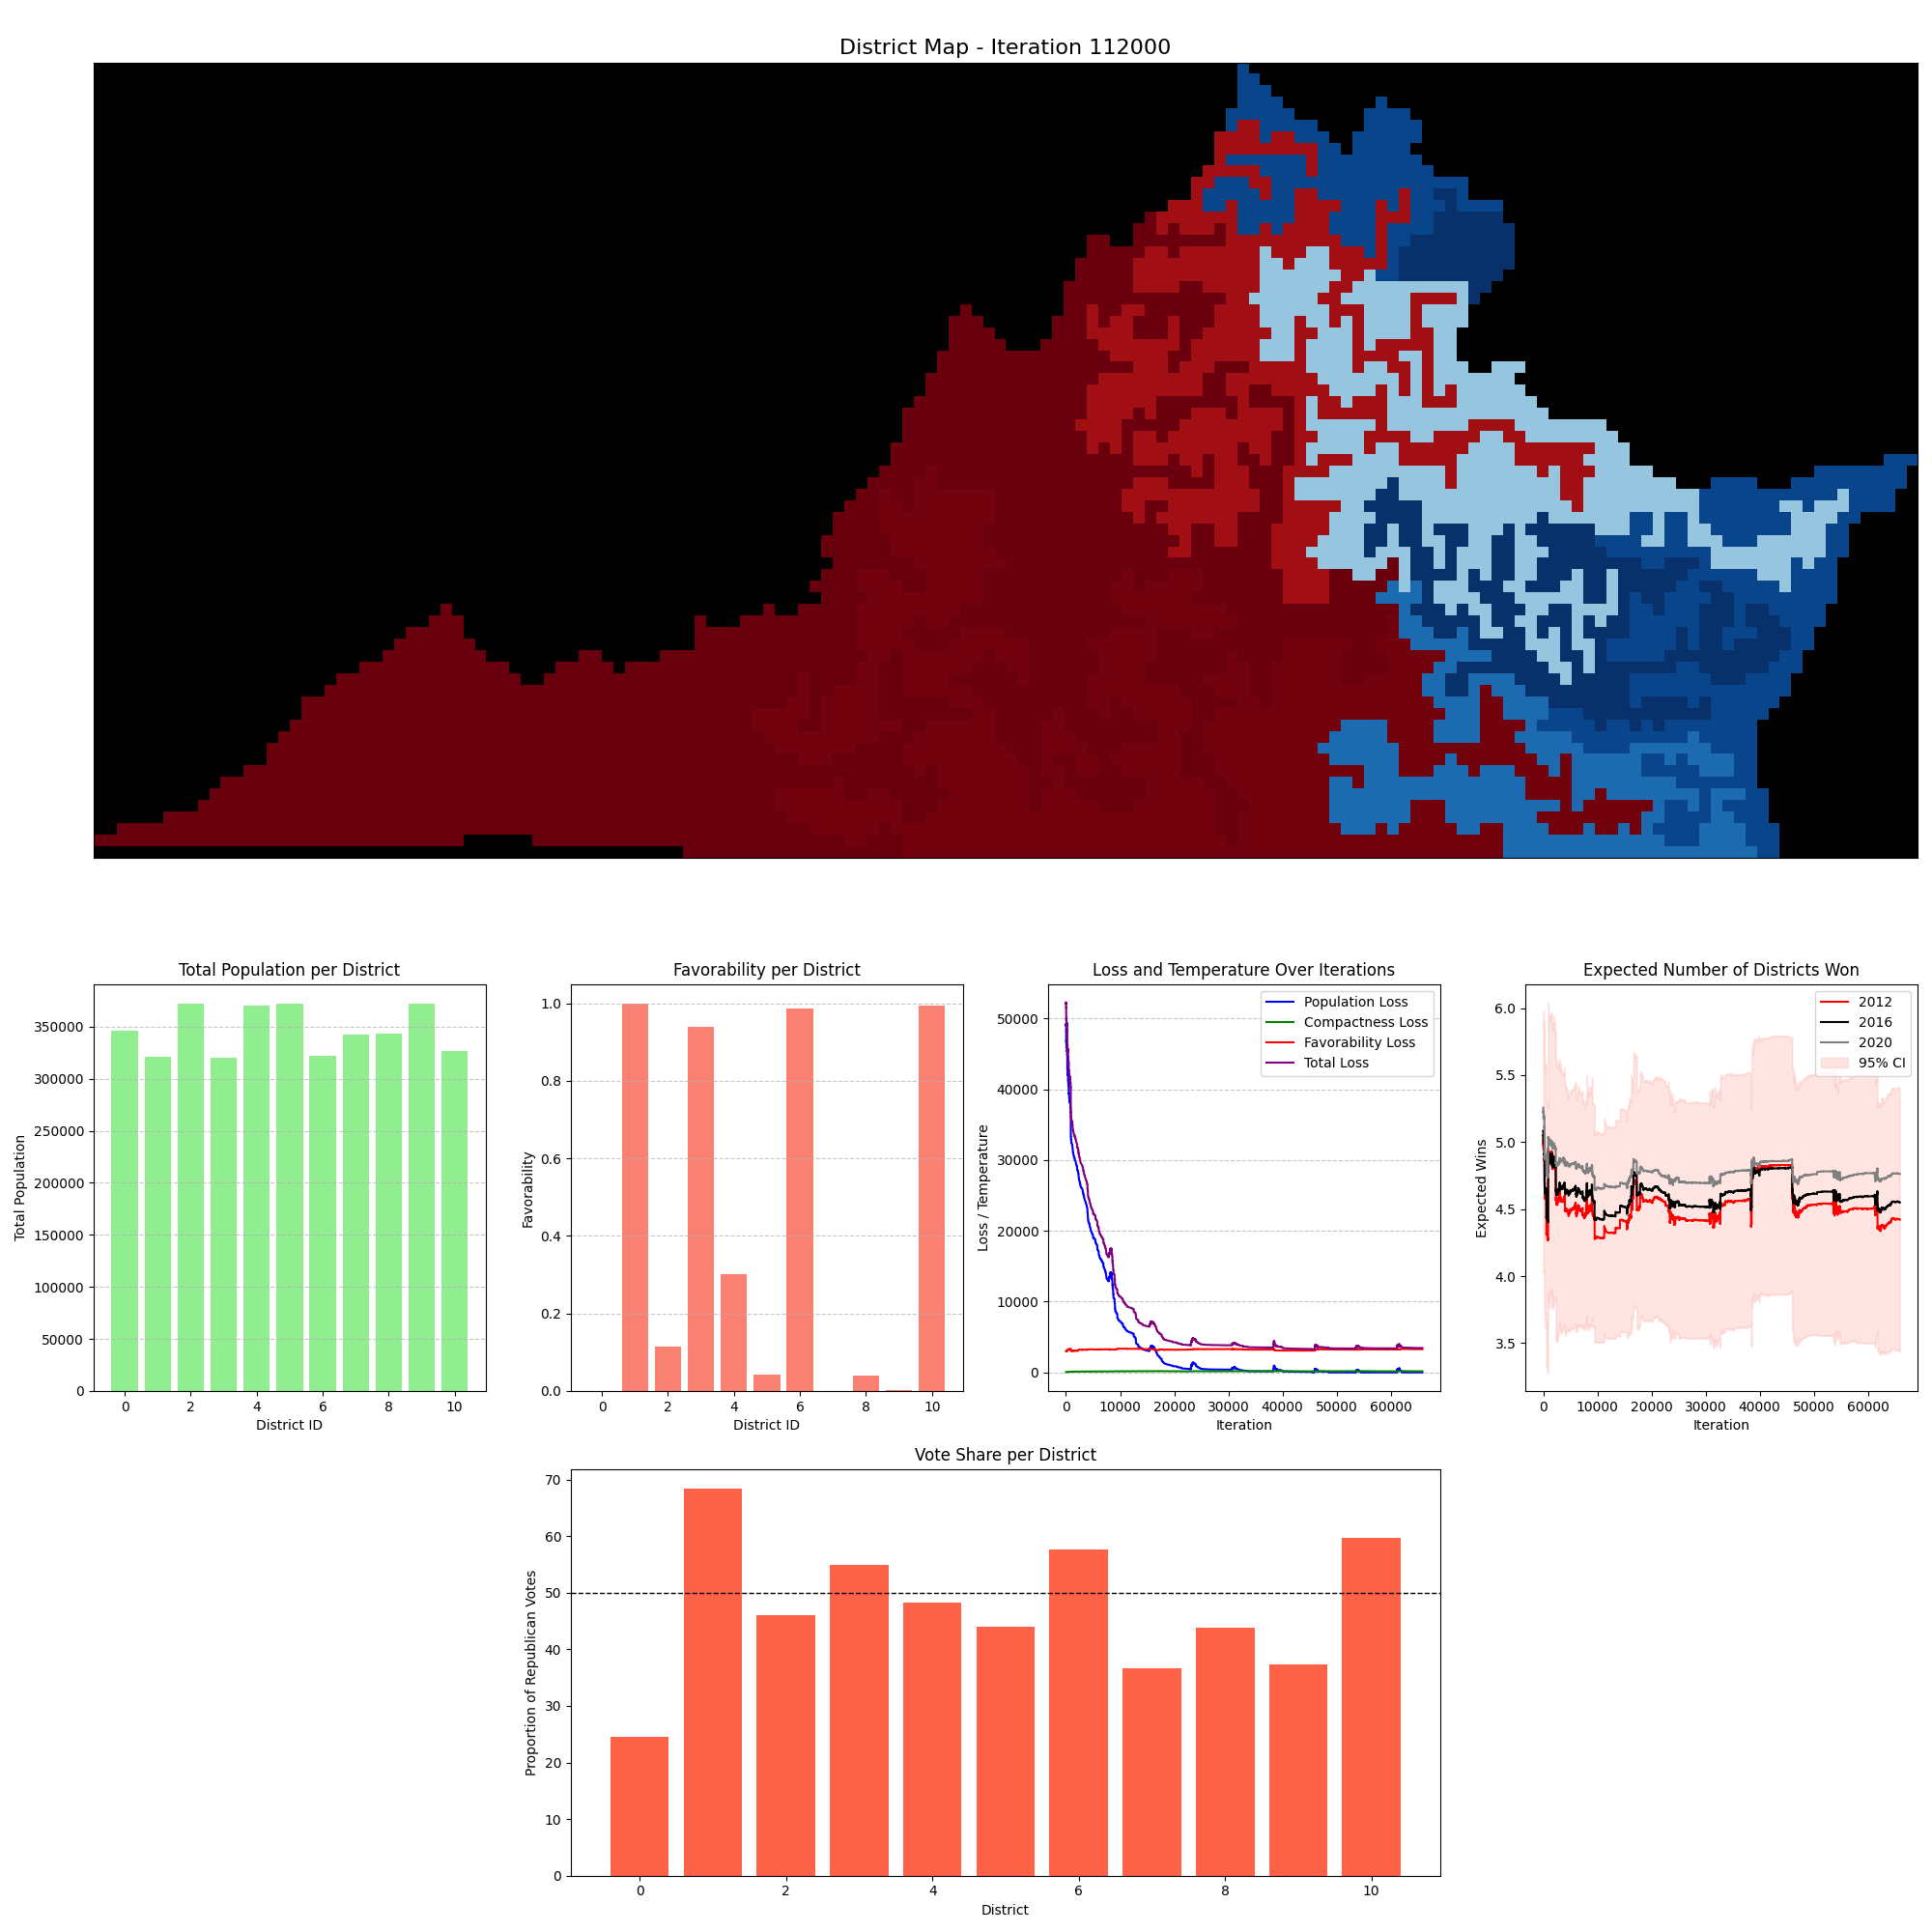 District Map - Iteration 112000
Total Population per District
Total Population
350000
300000
250000
200000
150000
100000
50000
0
0 2 4 6 8 10
District ID
Favorability per District
Favorability
1.0
0.8
0.6
0.4
0.2
0.0
0 2 4 6 8 10
District ID
Loss and Temperature Over Iterations
Loss / Temperature
50000
40000
30000
20000
10000
0
Population Loss
Compactness Loss
Favorability Loss
Total Loss
0 10000 20000 30000 40000 50000 60000
Iteration
Expected Number of Districts Won
Expected Wins
6.0
5.5
5.0
4.5
4.0
3.5
2012
2016
2020
95% CI
0 10000 20000 30000 40000 50000 60000
Iteration
Vote Share per District
Proportion of Republican Votes
70
60
50
40
30
20
10
0
0 2 4 6 8 10
District